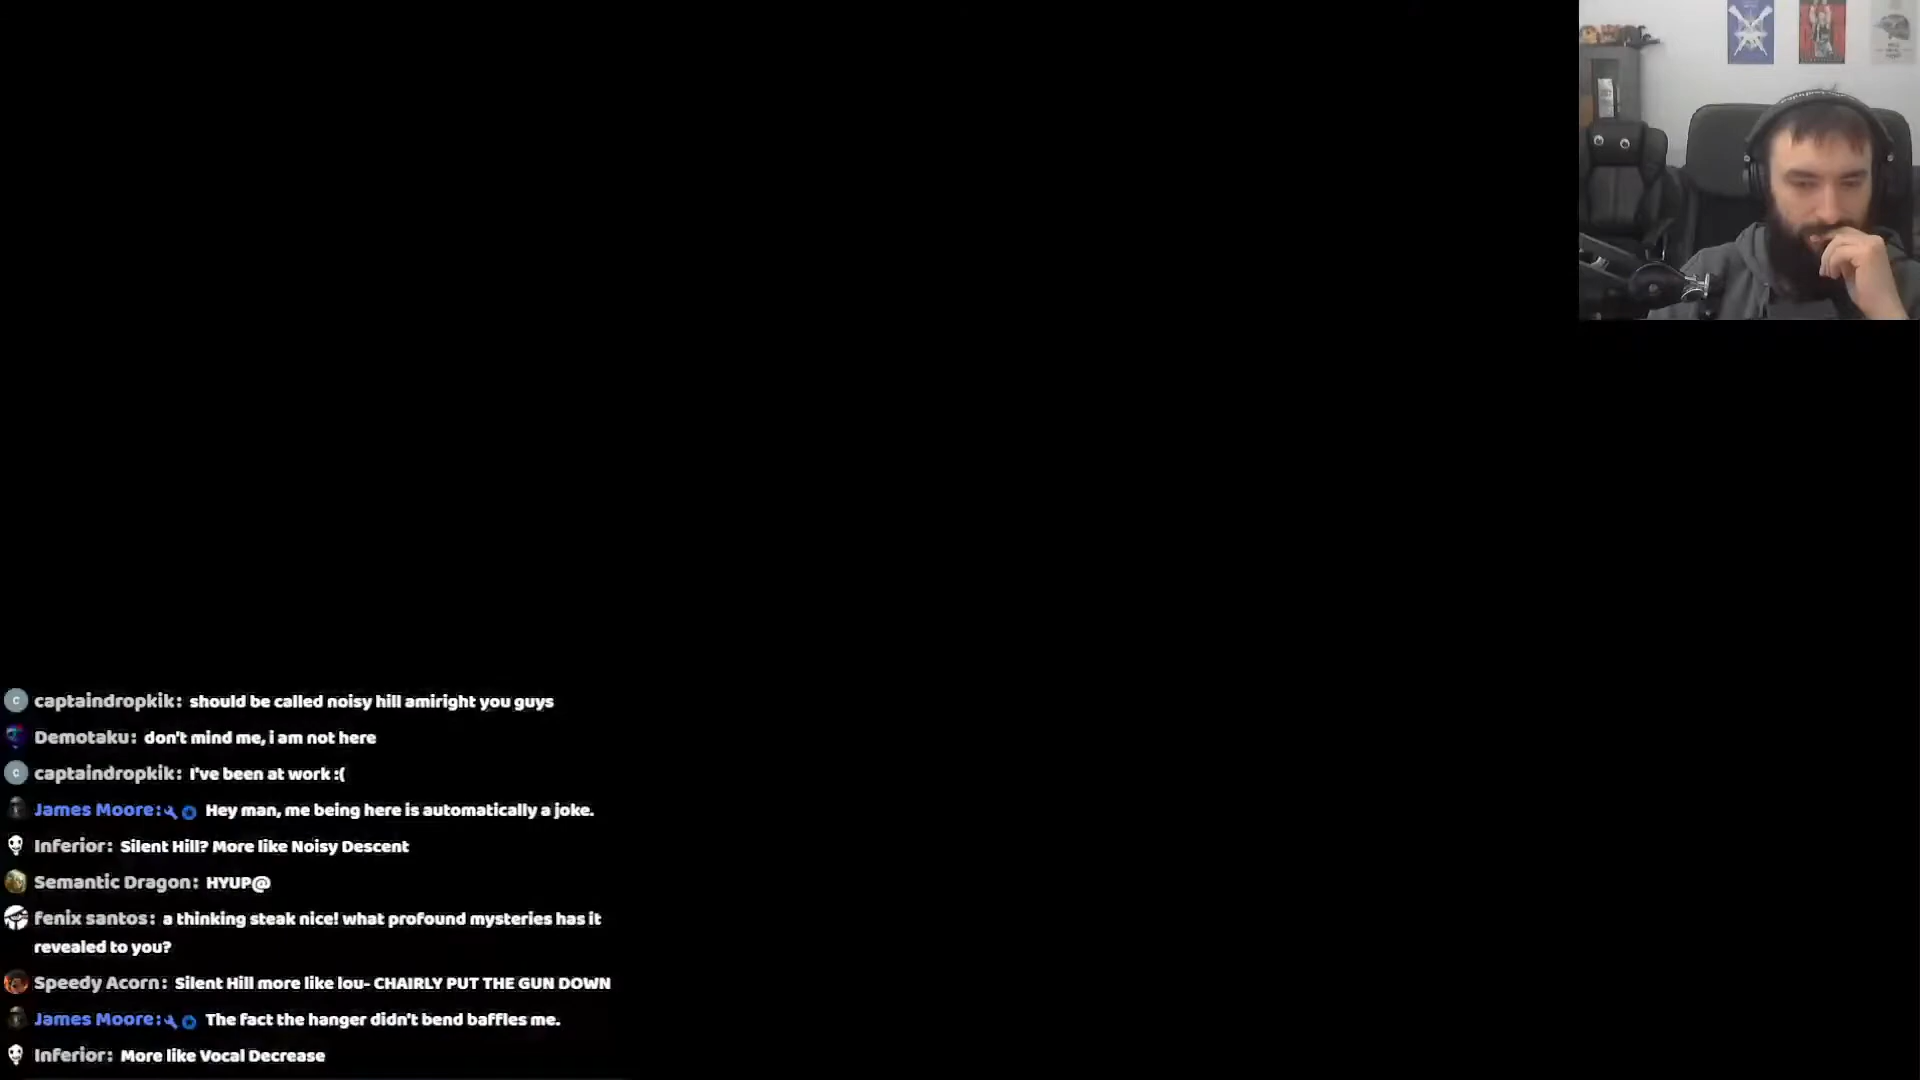 captaindropkik: should be called noisy hill amiright you guys
Demotaku: don't mind me, i am not here
captaindropkik: I've been at work :(
James Moore: Hey man, me being here is automatically a joke.
Inferior: Silent Hill? More like Noisy Descent
Semantic Dragon: HYUP@
fenix santos: a thinking steak nice! what profound mysteries has it
revealed to you?
Speedy Acorn: Silent Hill more like lou- CHAIRLY PUT THE GUN DOWN
James Moore: The fact the hanger didn't bend baffles me.
Inferior: More like Vocal Decrease